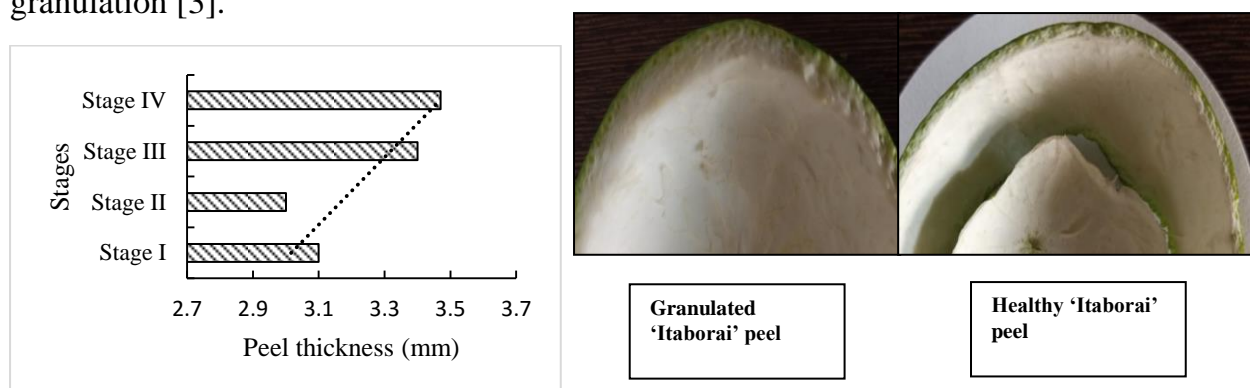 granulation [3].
Stage IV
Stage III
Stage II
Stage I
Stages
2.7 2.9 3.1 3.3 3.5 3.7
Peel thickness (mm)
Granulated
‘Itaborai’ peel
Healthy ‘Itaborai’
peel